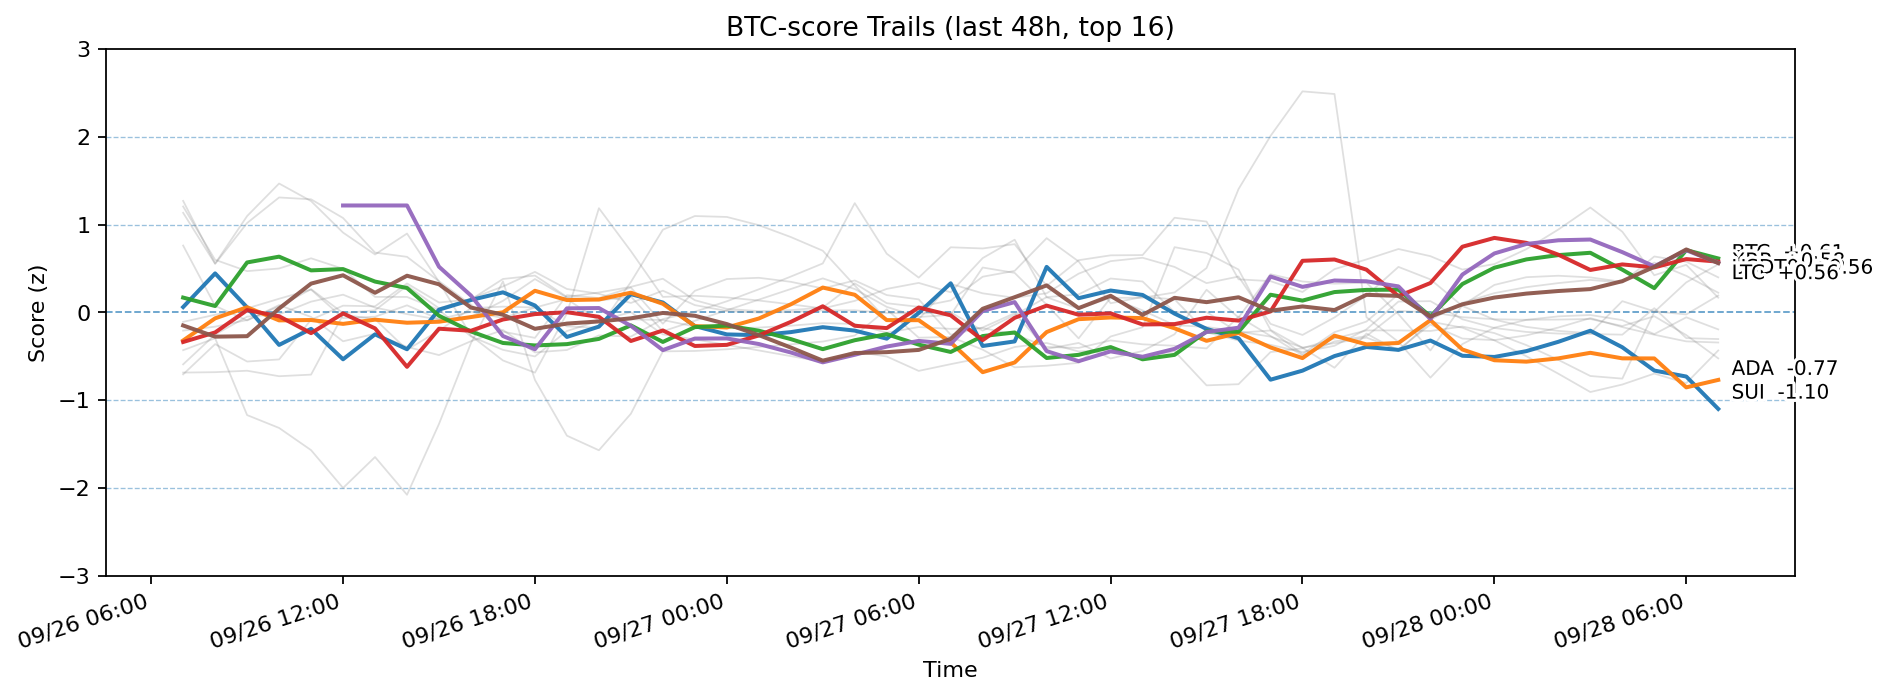 BTC-score Trails (last 48h, top 16)
Score (z)
3
2
1
0
−1
−2
−3
BTC +0.61
LTC +0.56
ADA -0.77
SUI -1.10
09/26 06:00
09/26 12:00
09/26 18:00
09/27 00:00
09/27 06:00
09/27 12:00
09/27 18:00
09/28 00:00
09/28 06:00
Time